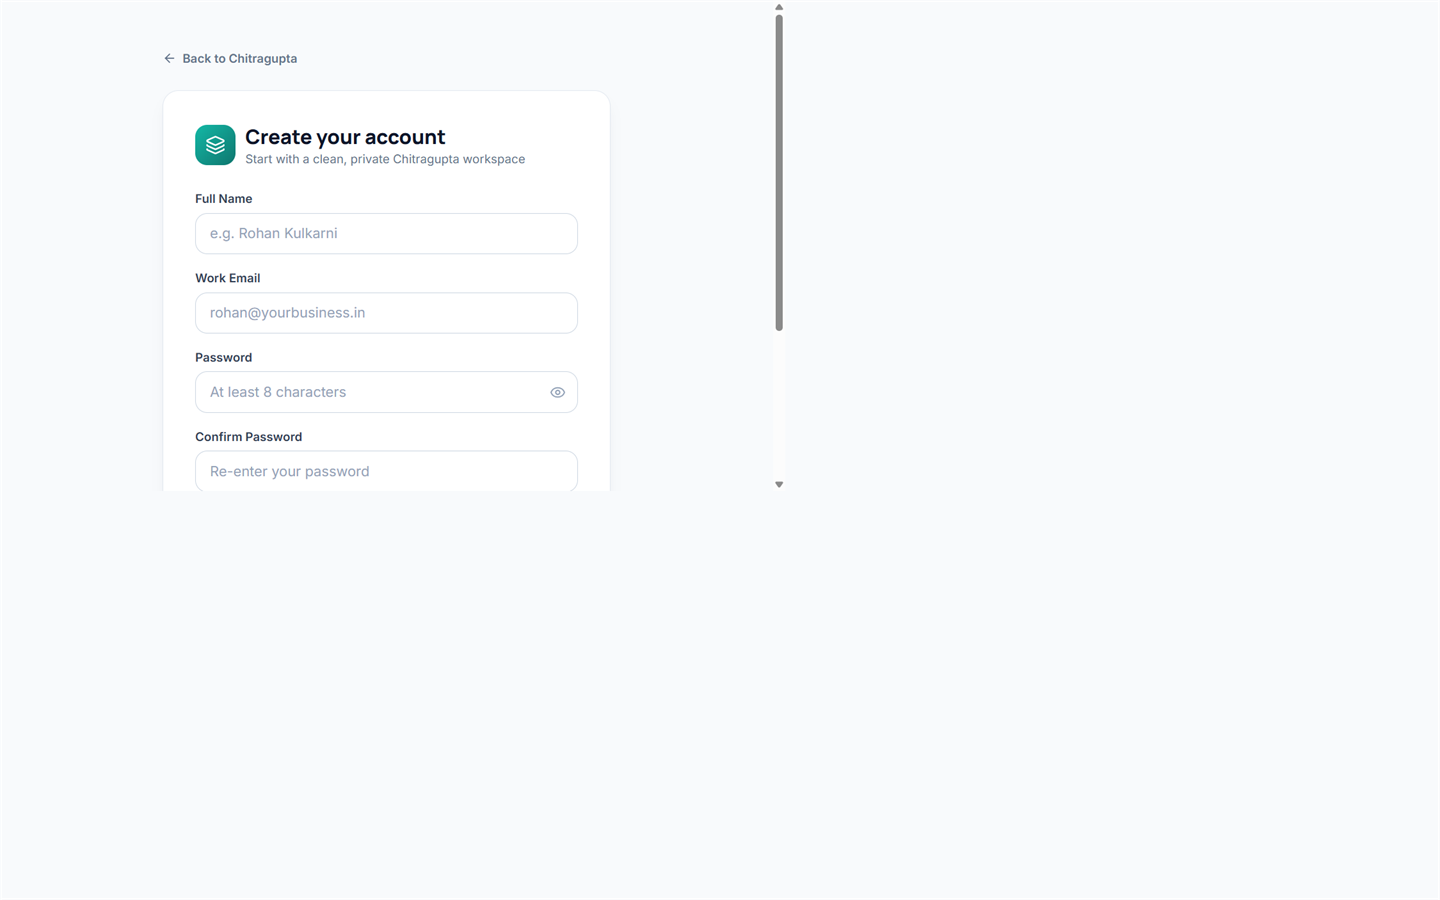 Back to Chitragupta
Create your account
Start with a clean, private Chitragupta workspace
Full Name
e.g. Rohan Kulkarni
Work Email
rohan@yourbusiness.in
Password
At least 8 characters
Confirm Password
Re-enter your password